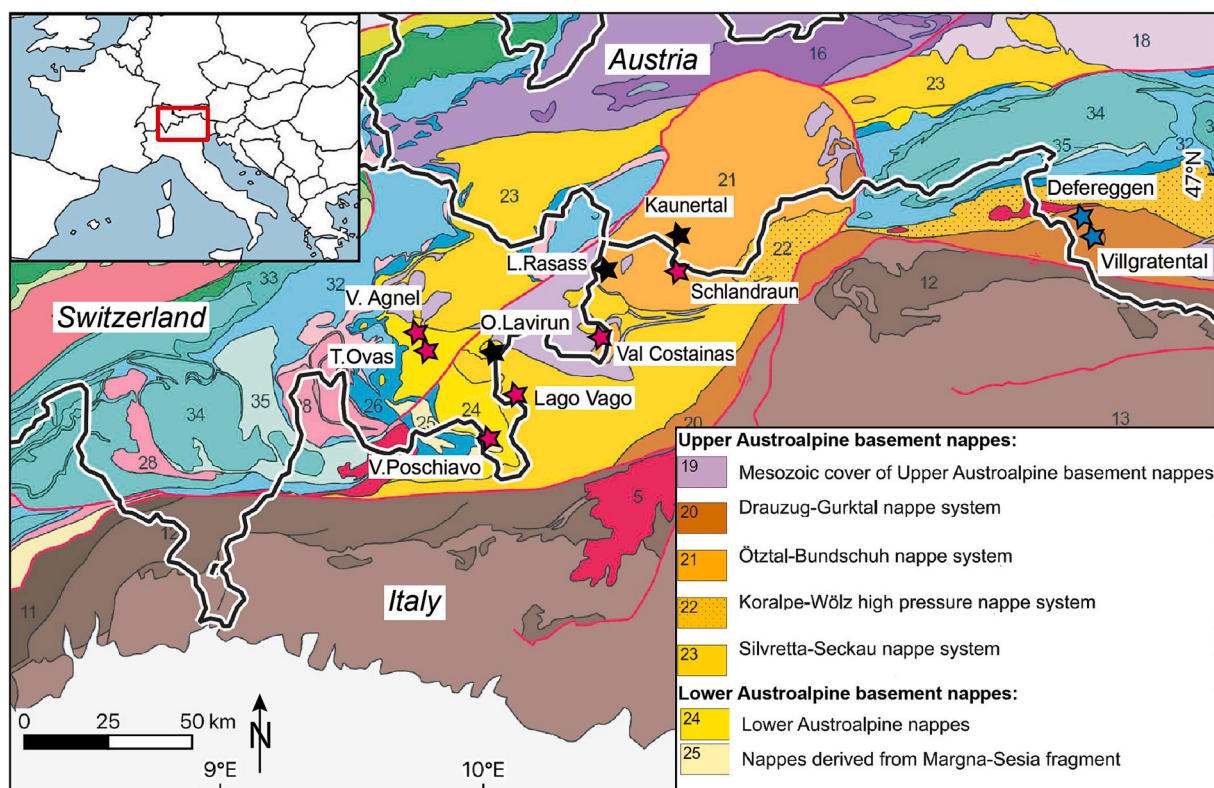 Austria
16
18
23
34
32
35
47°N
Defereggen
21
23
Kaunertal
22
L.Rasass
Villgratental
12
33
32
V. Agnel
Schlandraun
Switzerland
O.Lavirun
T.Ovas
Val Costainas
34
35
26
24
Lago Vago
25
20
13
28
V.Poschiavo
5
12
11
Italy
0 25 50 km
N
9°E
10°E
Upper Austroalpine basement nappes:
19 Mesozoic cover of Upper Austroalpine basement nappes
20 Drauzug-Gurktal nappe system
21 Ötztal-Bundschuh nappe system
22 Koralpe-Wölz high pressure nappe system
23 Silvretta-Seckau nappe system
Lower Austroalpine basement nappes:
24 Lower Austroalpine nappes
25 Nappes derived from Margna-Sesia fragment